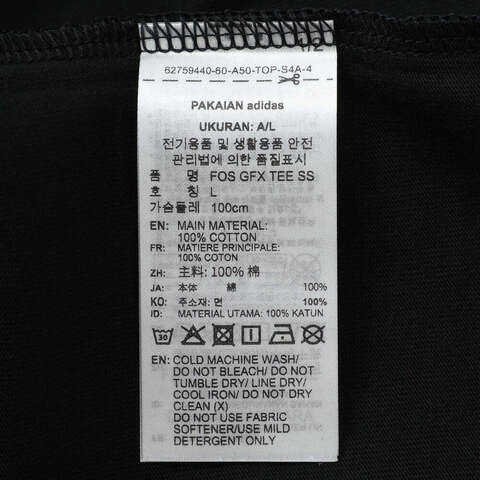 1/2
62759440-60-A50-TOP-S4A-4
PAKAIAN adidas
UKURAN: A/L
전기용품 및 생활용품 안전
관리법에 의한 품질표시
품 명 FOS GFX TEE SS
호 칭 L
가슴둘레 100cm
EN: MAIN MATERIAL:
100% COTTON
FR: MATIERE PRINCIPALE:
100% COTON
ZH: 主料: 100% 棉
JA: 本体 綿 100%
KO: 주소재: 면 100%
ID: MATERIAL UTAMA: 100% KATUN
30
EN: COLD MACHINE WASH/
DO NOT BLEACH/ DO NOT
TUMBLE DRY/ LINE DRY/
COOL IRON/ DO NOT DRY
CLEAN (X)
DO NOT USE FABRIC
SOFTENER/USE MILD
DETERGENT ONLY